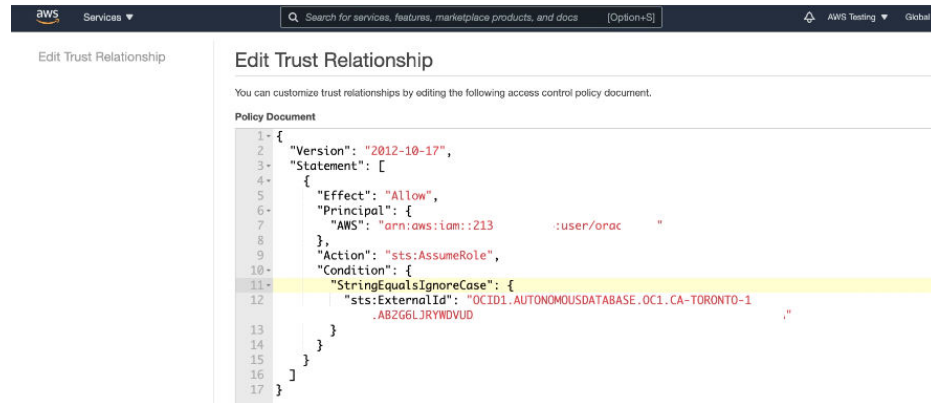 aws Services ▼ Search for services, features, marketplace products, and docs [Option+S] AWS Testing ▼ Global
Edit Trust Relationship
Edit Trust Relationship
You can customize trust relationships by editing the following access control policy document.
Policy Document
1 {
2 "Version": "2012-10-17",
3 "Statement": [
4 {
5 "Effect": "Allow",
6 "Principal": {
7 "AWS": "arn:aws:iam::213 :user/orac "
8 },
9 "Action": "sts:AssumeRole",
10 "Condition": {
11 "StringEqualsIgnoreCase": {
12 "sts:ExternalId": "OCID1.AUTONOMOUSDATABASE.OC1.CA-TORONTO-1
.AB2G6LJRYWDVUD "
13 }
14 }
15 }
16 ]
17 }